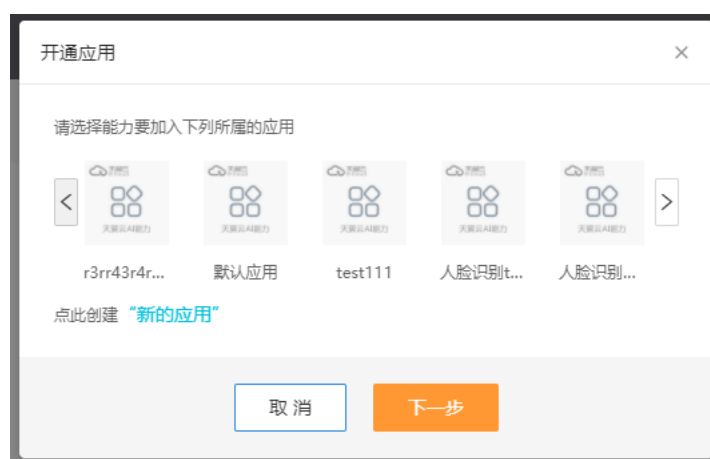 开通应用
×
请选择能力要加入下列所属的应用
< >
天翼云AI能力 天翼云AI能力 天翼云AI能力 天翼云AI能力 天翼云AI能力
r3rr43r4r... 默认应用 test111 人脸识别t... 人脸识别...
点此创建 “新的应用”
取 消 下一步